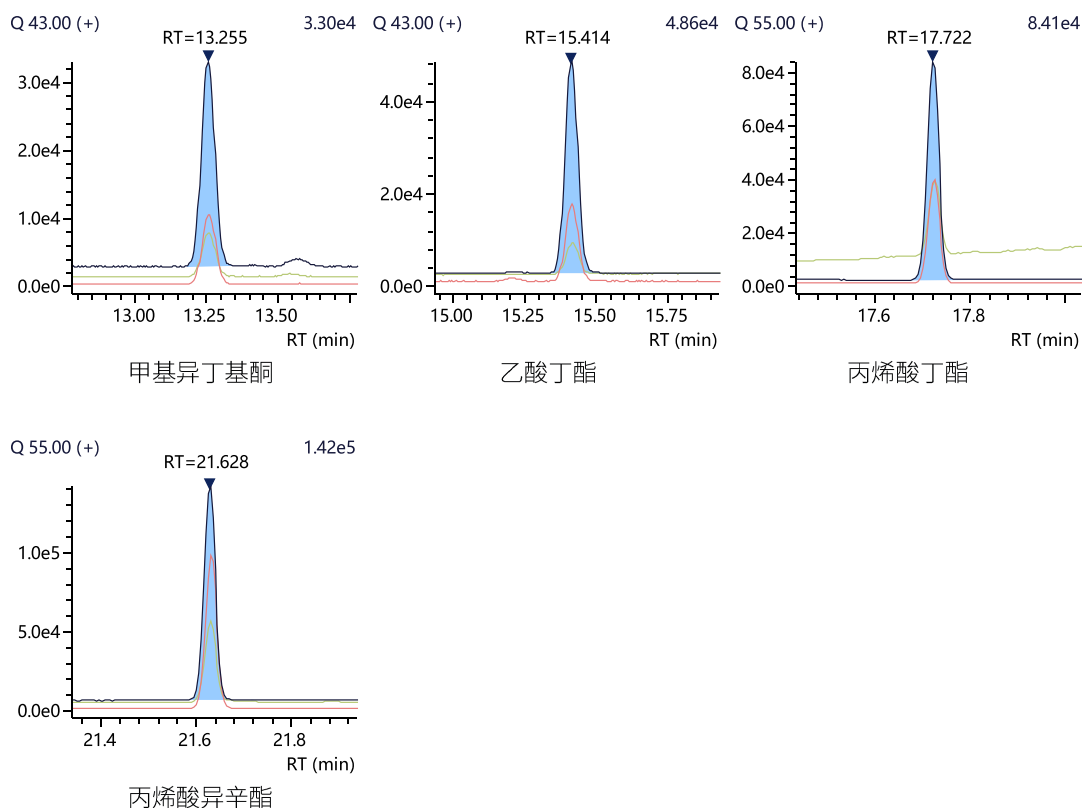 Q 43.00 (+) 3.30e4
RT=13.255
3.0e4
2.0e4
1.0e4
0.0e0
13.00 13.25 13.50
RT (min)
甲基异丁基酮
Q 43.00 (+) 4.86e4
RT=15.414
4.0e4
2.0e4
0.0e0
15.00 15.25 15.50 15.75
RT (min)
乙酸丁酯
Q 55.00 (+) 8.41e4
RT=17.722
8.0e4
6.0e4
4.0e4
2.0e4
0.0e0
17.6 17.8
RT (min)
丙烯酸丁酯
Q 55.00 (+) 1.42e5
RT=21.628
1.0e5
5.0e4
0.0e0
21.4 21.6 21.8
RT (min)
丙烯酸异辛酯